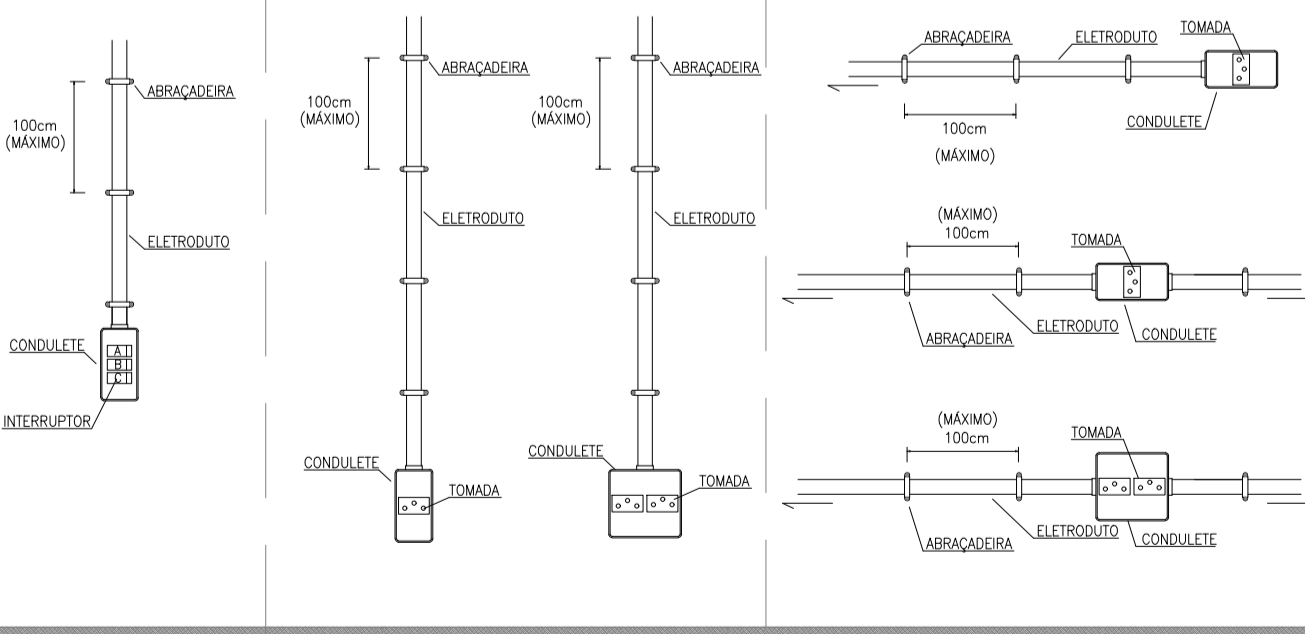 ABRAÇADEIRA
100cm
(MÁXIMO)
ELETRODUTO
CONDULETE
A
B
C
INTERRUPTOR
ABRAÇADEIRA
100cm
(MÁXIMO)
ELETRODUTO
CONDULETE
TOMADA
ABRAÇADEIRA
100cm
(MÁXIMO)
ELETRODUTO
CONDULETE
TOMADA
ABRAÇADEIRA
ELETRODUTO
TOMADA
100cm
(MÁXIMO)
CONDULETE
(MÁXIMO)
100cm
TOMADA
ELETRODUTO
ABRAÇADEIRA
CONDULETE
(MÁXIMO)
100cm
TOMADA
ELETRODUTO
ABRAÇADEIRA
CONDULETE